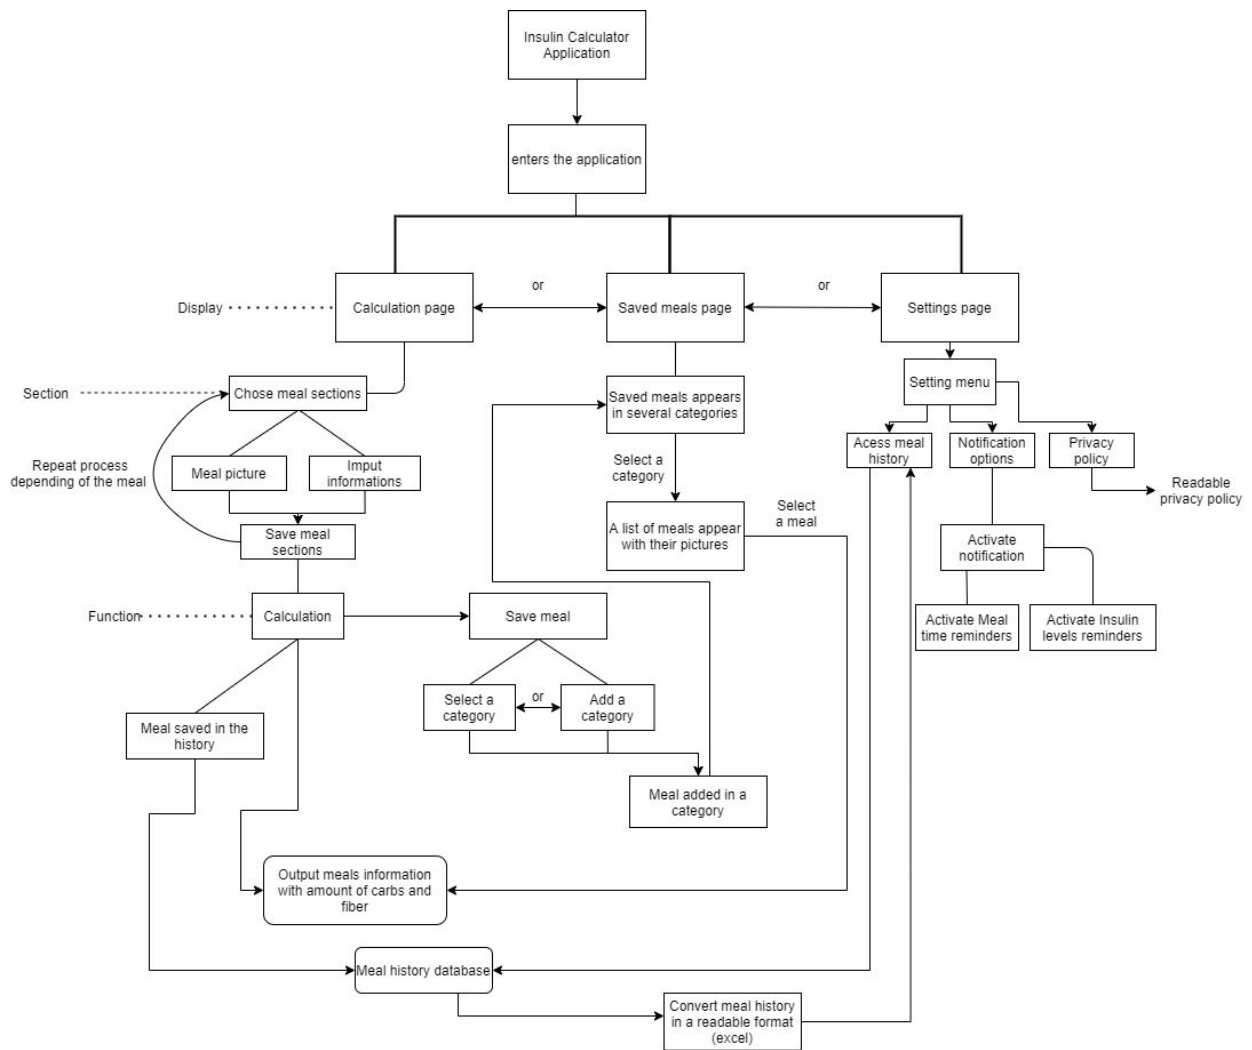 Insulin Calculator
Application
enters the application
Display
Calculation page
or
Saved meals page
or
Settings page
Section
Chose meal sections
Saved meals appears
in several categories
Setting menu
Repeat process
depending of the meal
Meal picture
Imput
informations
Select a
category
Acess meal
history
Notification
options
Privacy
policy
Readable
privacy policy
Save meal
sections
A list of meals appear
with their pictures
Select
a meal
Activate
notification
Function
Calculation
Save meal
Activate Meal
time reminders
Activate Insulin
levels reminders
Select a
category
or
Add a
category
Meal saved in the
history
Meal added in a
category
Output meals information
with amount of carbs and
fiber
Meal history database
Convert meal history
in a readable format
(excel)